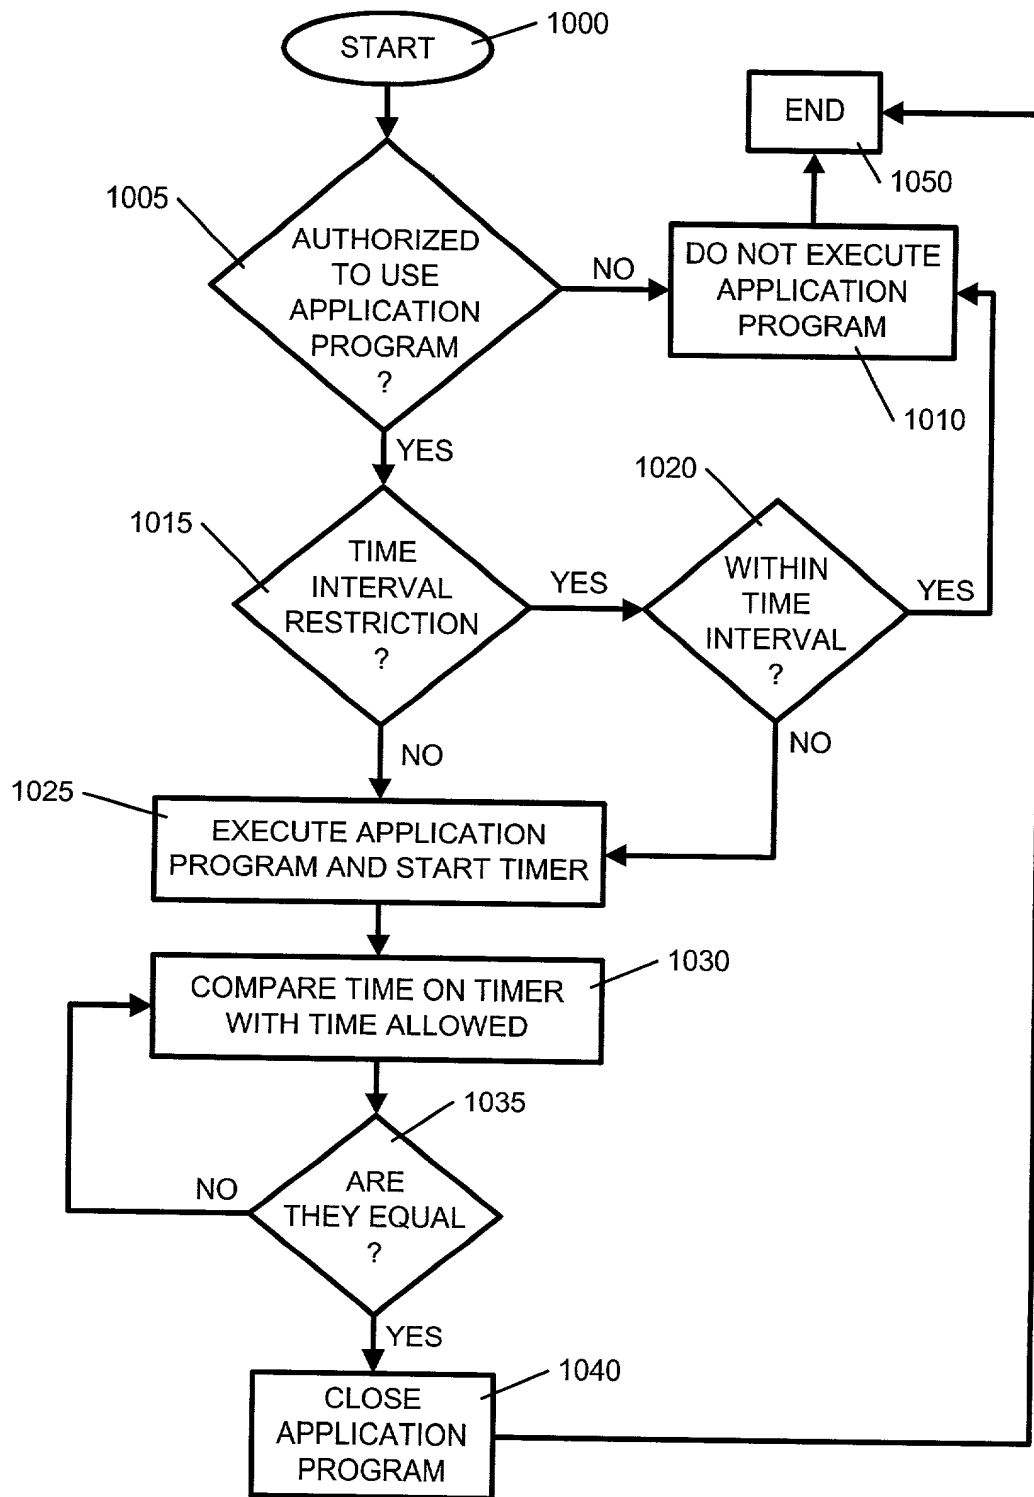 START
1000
END
1050
1005
AUTHORIZED
TO USE
APPLICATION
PROGRAM
?
NO
DO NOT EXECUTE
APPLICATION
PROGRAM
1010
YES
1015
TIME
INTERVAL
RESTRICTION
?
YES
1020
WITHIN
TIME
INTERVAL
?
YES
NO
NO
1025
EXECUTE APPLICATION
PROGRAM AND START TIMER
1030
COMPARE TIME ON TIMER
WITH TIME ALLOWED
1035
ARE
THEY EQUAL
?
NO
YES
1040
CLOSE
APPLICATION
PROGRAM